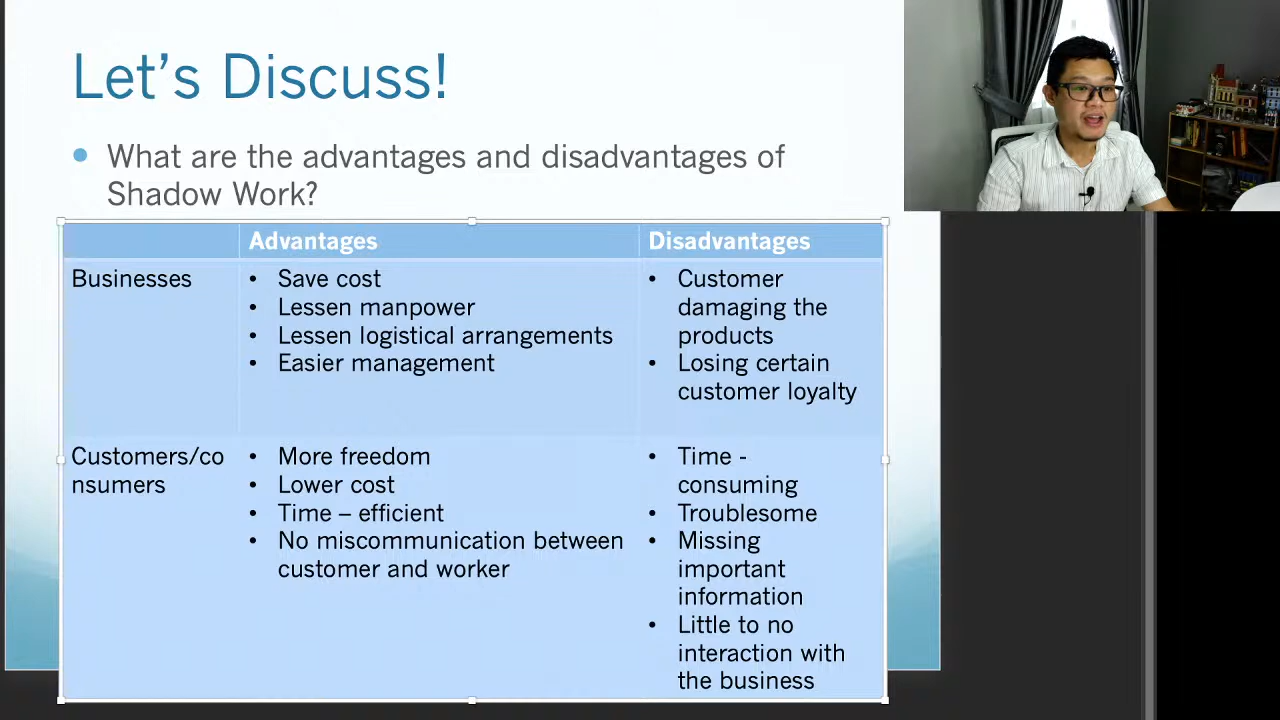 Let's Discuss!
What are the advantages and disadvantages of
Shadow Work?
Advantages
Disadvantages
Businesses
• Save cost
• Lessen manpower
• Lessen logistical arrangements
• Easier management
• Customer
damaging the
products
• Losing certain
customer loyalty
Customers/co
nsumers
• More freedom
• Lower cost
• Time – efficient
• No miscommunication between
customer and worker
• Time -
consuming
• Troublesome
• Missing
important
information
• Little to no
interaction with
the business